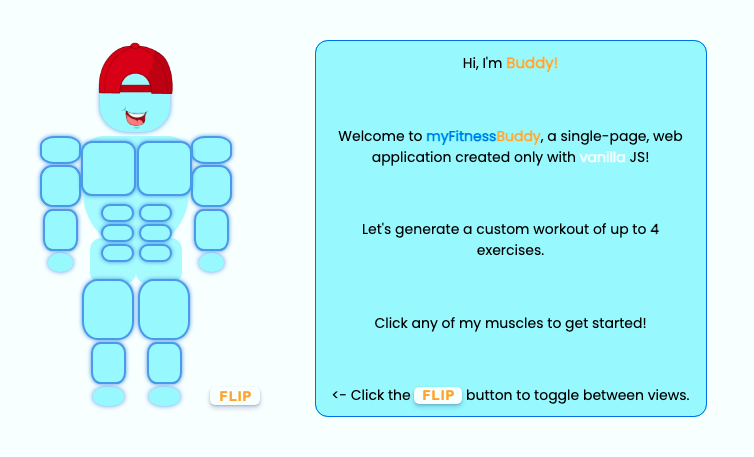 Hi, I'm Buddy!
Welcome to myFitnessBuddy, a single-page, web
application created only with vanilla JS!
Let's generate a custom workout of up to 4
exercises.
Click any of my muscles to get started!
FLIP
<- Click the FLIP button to toggle between views.